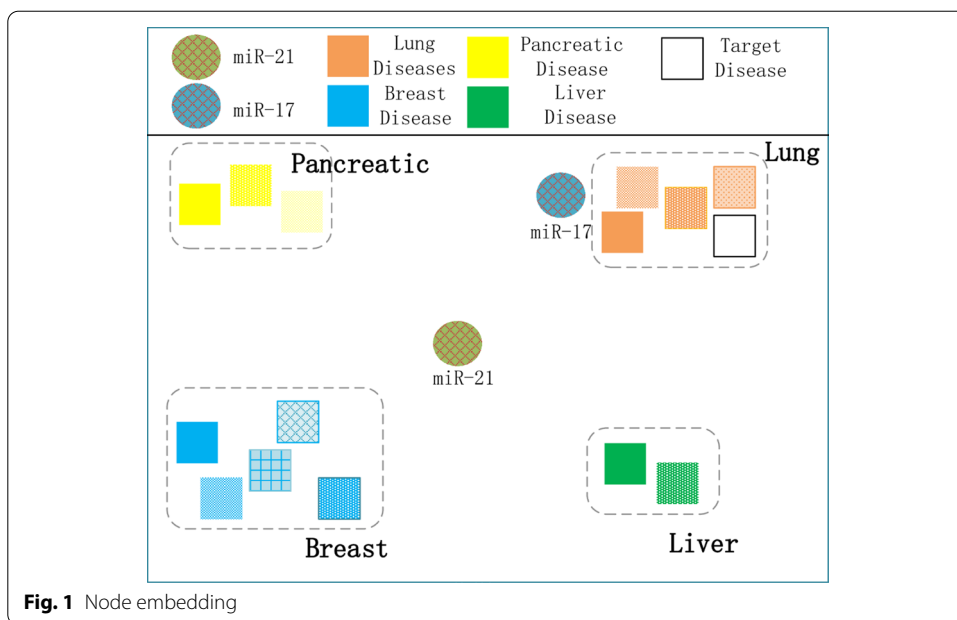 miR-21
Lung
Diseases
Pancreatic
Disease
Target
Disease
miR-17
Breast
Disease
Liver
Disease
Pancreatic
Lung
miR-17
miR-21
Breast
Liver
Fig. 1 Node embedding